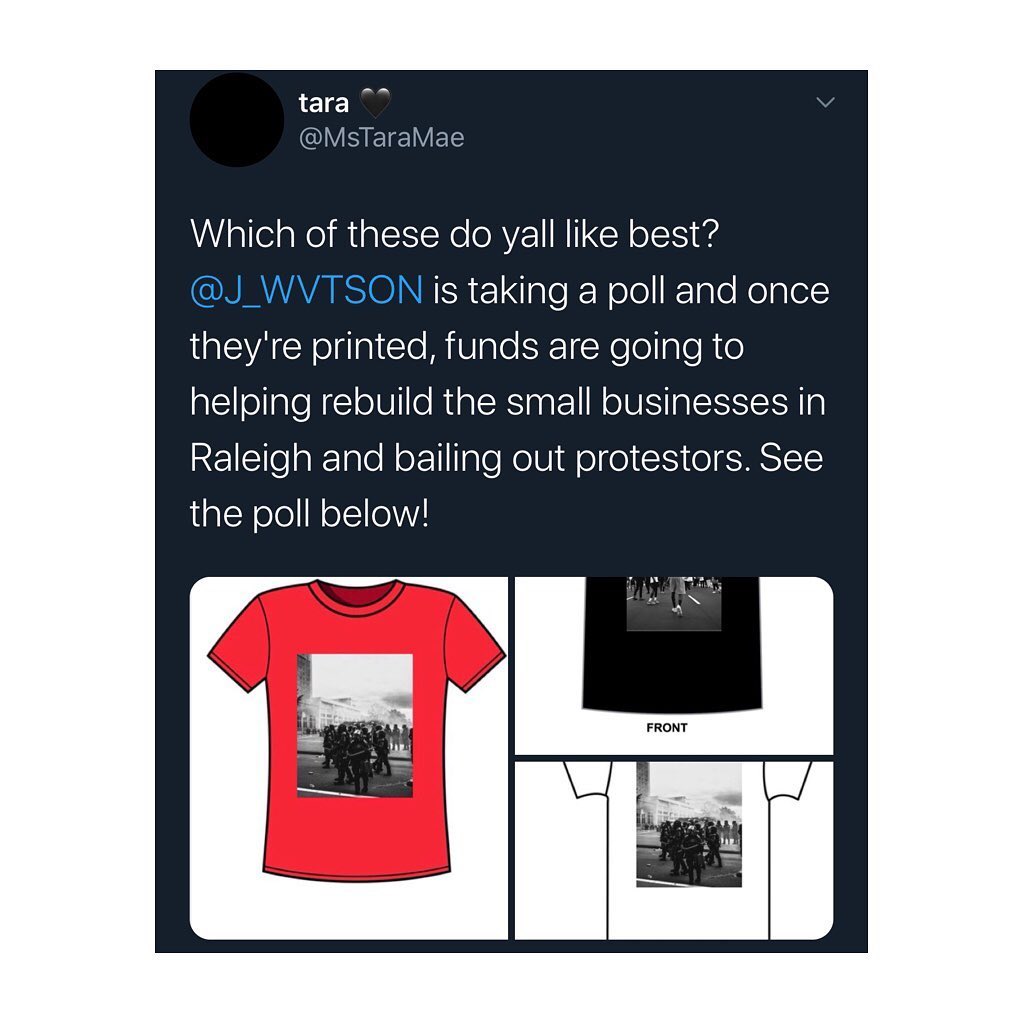 tara 🖤
@MsTaraMae
Which of these do yall like best?
@J_WVTSON is taking a poll and once
they're printed, funds are going to
helping rebuild the small businesses in
Raleigh and bailing out protestors. See
the poll below!
FRONT